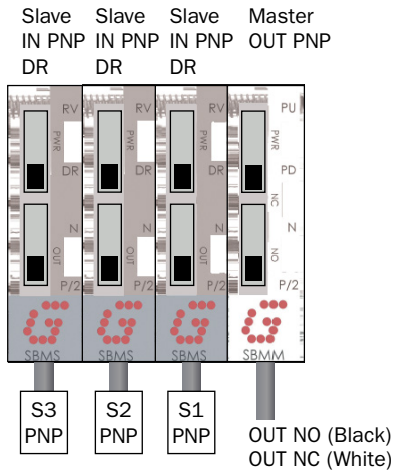 Slave
IN PNP
DR
Slave
IN PNP
DR
Slave
IN PNP
DR
Master
OUT PNP
RV
PWR
DR
N
OUT
P/2
SBMS
RV
PWR
DR
N
OUT
P/2
SBMS
RV
PWR
DR
N
OUT
P/2
SBMS
PU
PWR
PD
NC
N
NO
P/2
SBMM
S3
PNP
S2
PNP
S1
PNP
OUT NO (Black)
OUT NC (White)